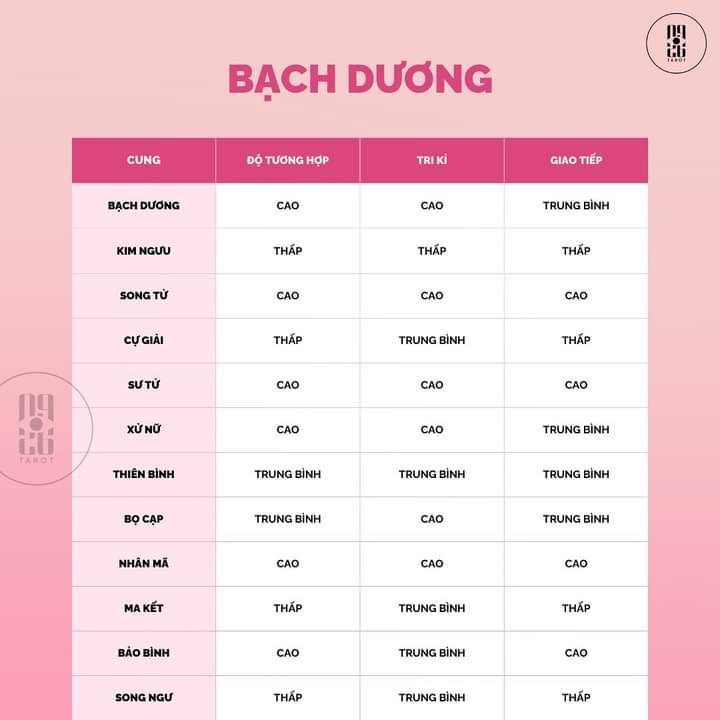 TAROT
BẠCH DƯƠNG
CUNG ĐỘ TƯƠNG HỢP TRI KỈ GIAO TIẾP
BẠCH DƯƠNG CAO CAO TRUNG BÌNH
KIM NGƯU THẤP THẤP THẤP
SONG TỬ CAO CAO CAO
CỰ GIẢI THẤP TRUNG BÌNH THẤP
SƯ TỬ CAO CAO CAO
XỬ NỮ CAO CAO TRUNG BÌNH
THIÊN BÌNH TRUNG BÌNH TRUNG BÌNH TRUNG BÌNH
BỌ CẠP TRUNG BÌNH CAO TRUNG BÌNH
NHÂN MÃ CAO CAO CAO
MA KẾT THẤP TRUNG BÌNH THẤP
BẢO BÌNH CAO TRUNG BÌNH CAO
SONG NGƯ THẤP TRUNG BÌNH THẤP
TAROT